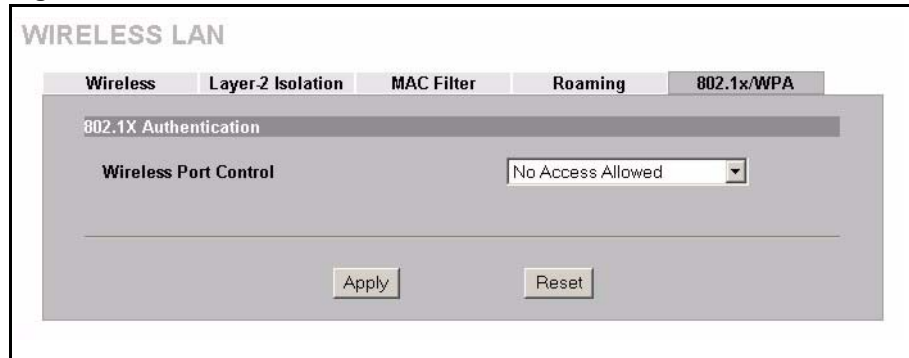 WIRELESS LAN
Wireless Layer-2 Isolation MAC Filter Roaming 802.1x/WPA
802.1X Authentication
Wireless Port Control No Access Allowed
Apply Reset